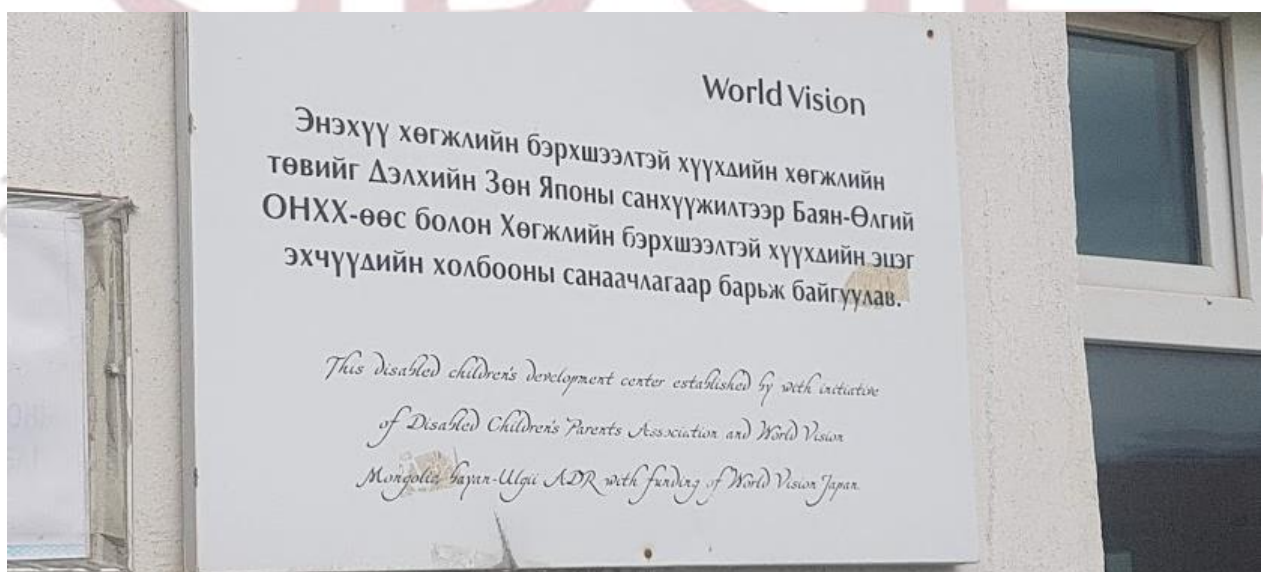 World Vision
Энэхүү хөгжлийн бэрхшээлтэй хүүхдийн хөгжлийн
төвийг Дэлхийн Зөн Японы санхүүжилтээр Баян-Өлгий
ОНХХ-өөс болон Хөгжлийн бэрхшээлтэй хүүхдийн эцэг
эхчүүдийн холбооны санаачлагаар барьж байгуулав.
This disabled children's development center established by with initiative
of Disabled Children's Parents Association and World Vision
Mongolia, bayan-Ulgii ADR with funding of World Vision Japan.